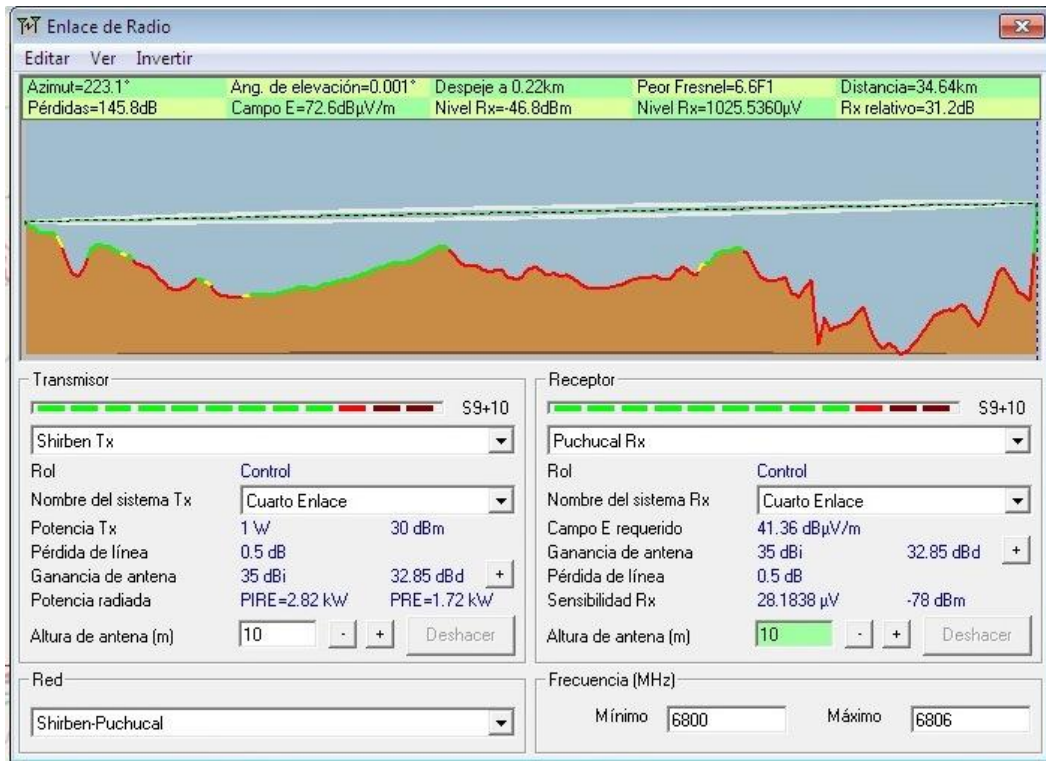 Enlace de Radio
Editar Ver Invertir
Azimut=223.1° Ang. de elevación=0.001° Despeje a 0.22km Peor Fresnel=6.6F1 Distancia=34.64km
Pérdidas=145.8dB Campo E=72.6dBµV/m Nivel Rx=-46.8dBm Nivel Rx=1025.5360µV Rx relativo=31.2dB
Transmisor
S9+10
Shirben Tx
Rol Control
Nombre del sistema Tx Cuarto Enlace
Potencia Tx 1 W 30 dBm
Pérdida de línea 0.5 dB
Ganancia de antena 35 dBi 32.85 dBd +
Potencia radiada PIRE=2.82 kW PRE=1.72 kW
Altura de antena (m) 10 - + Deshacer
Receptor
S9+10
Puchucal Rx
Rol Control
Nombre del sistema Rx Cuarto Enlace
Campo E requerido 41.36 dBµV/m
Ganancia de antena 35 dBi 32.85 dBd +
Pérdida de línea 0.5 dB
Sensibilidad Rx 28.1838 µV -78 dBm
Altura de antena (m) 10 - + Deshacer
Red
Shirben-Puchucal
Frecuencia (MHz)
Mínimo 6800 Máximo 6806